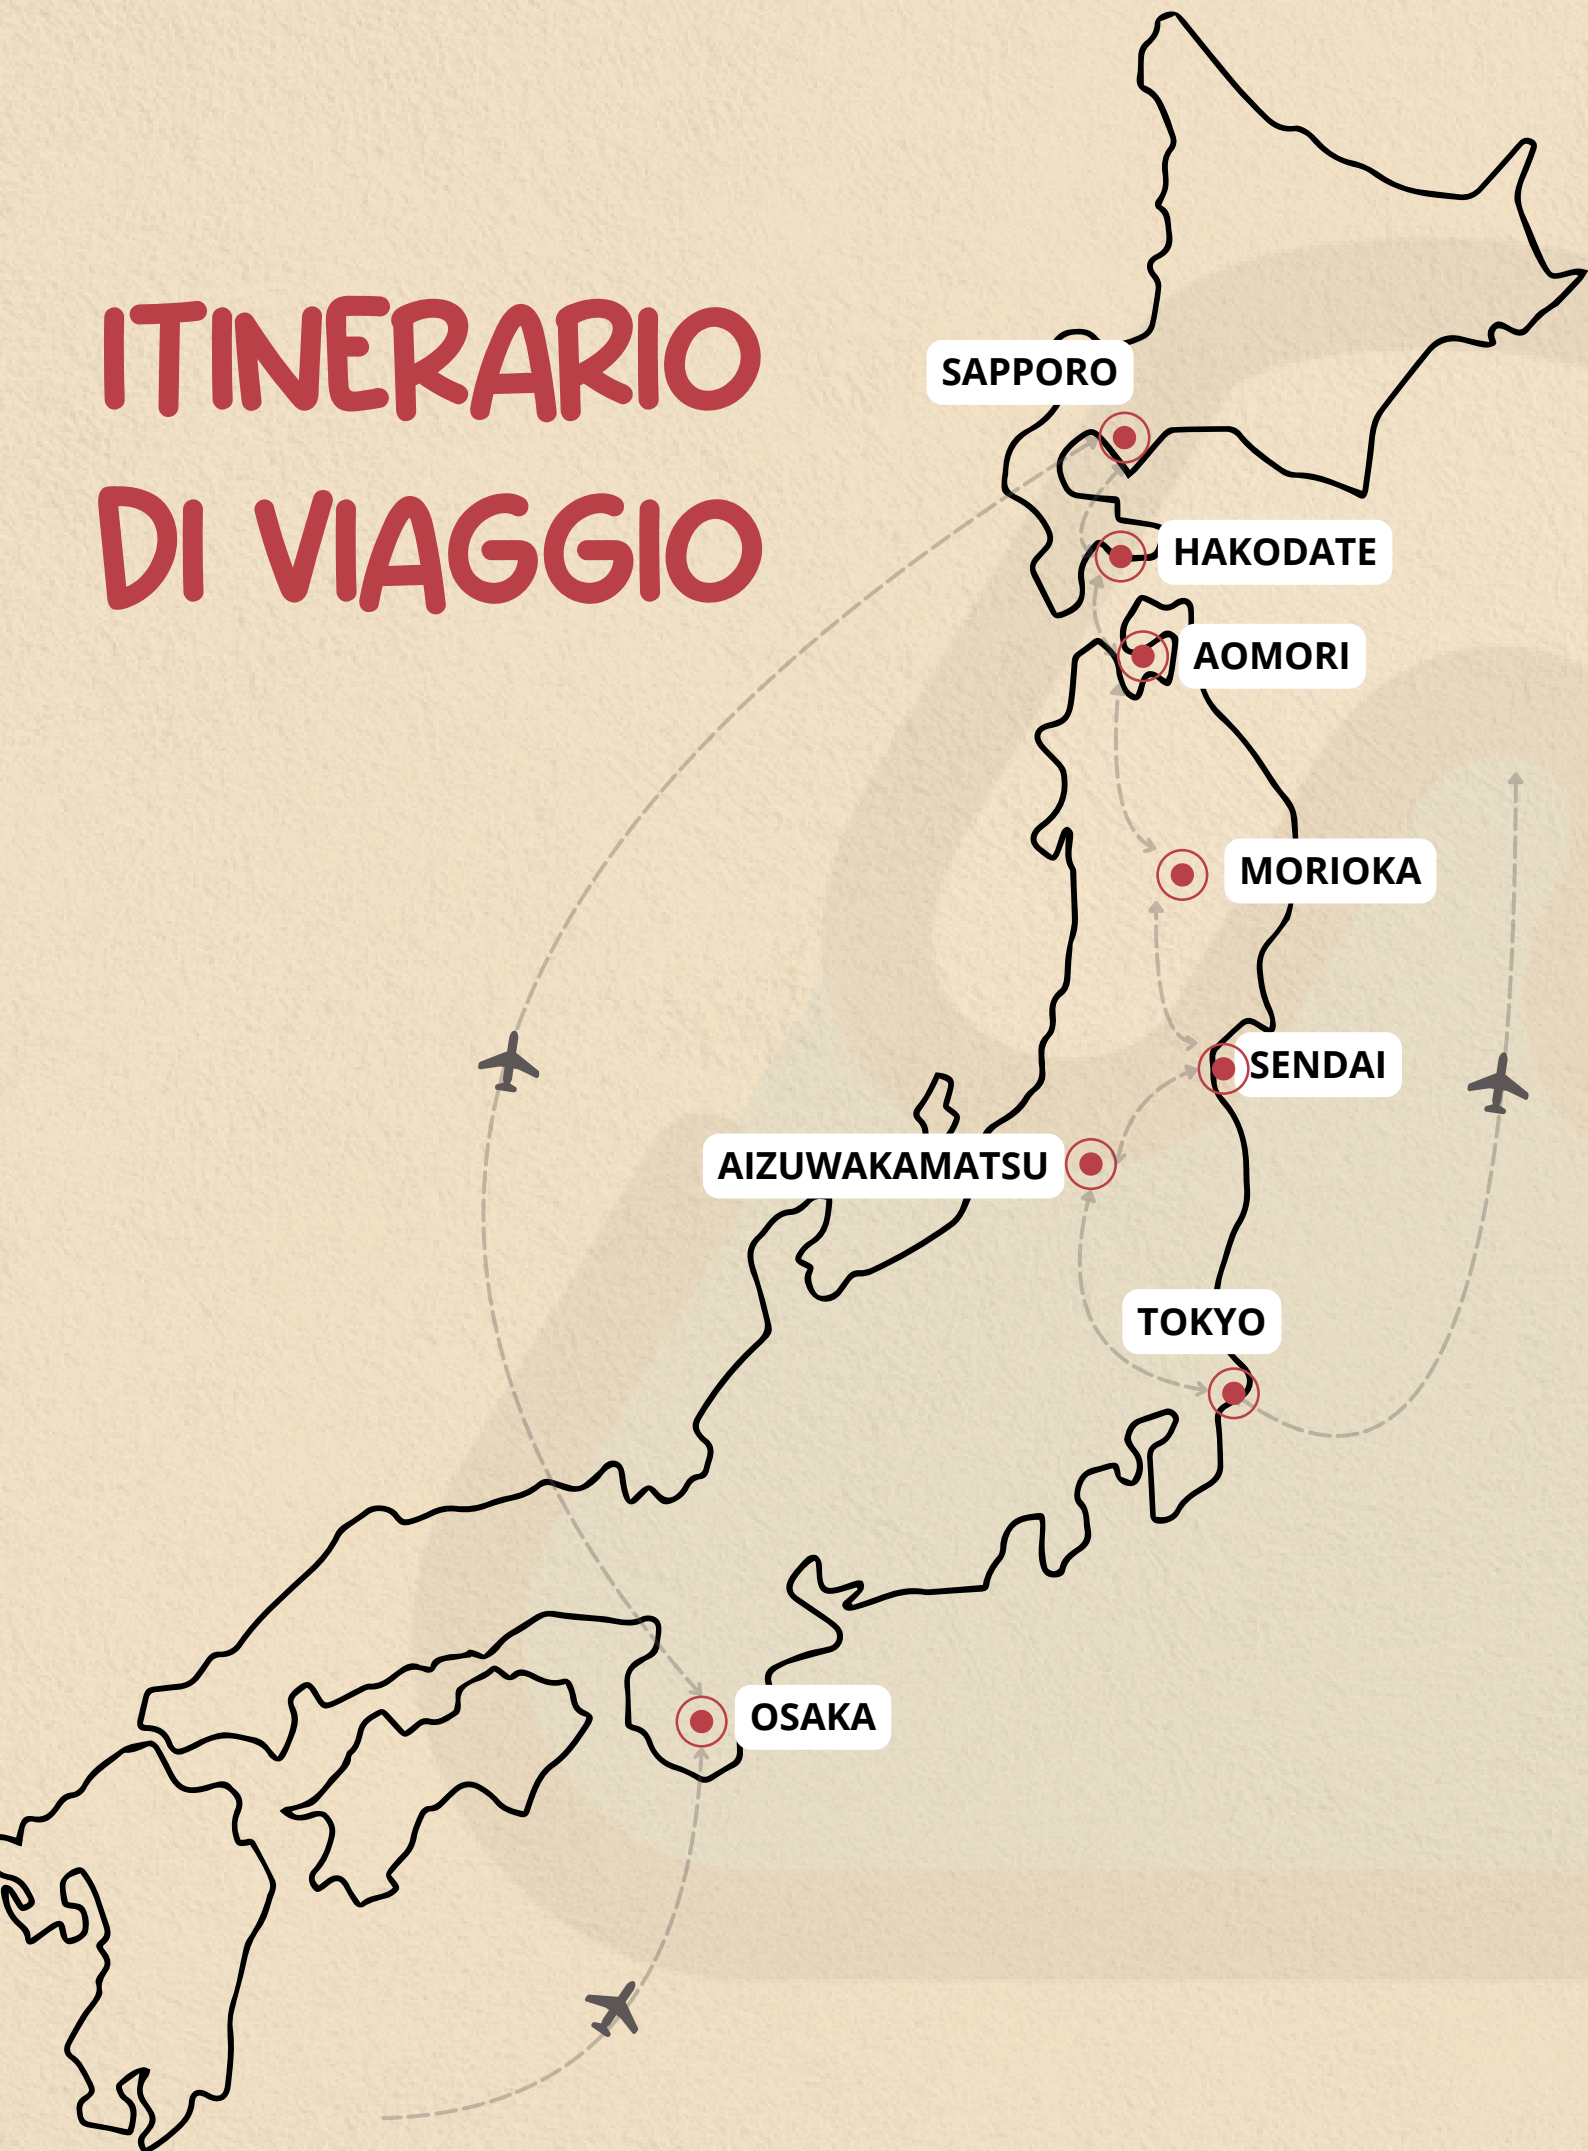 ITINERARIO
DI VIAGGIO
SAPPORO
HAKODATE
AOMORI
MORIOKA
SENDAI
AIZUWAKAMATSU
TOKYO
OSAKA